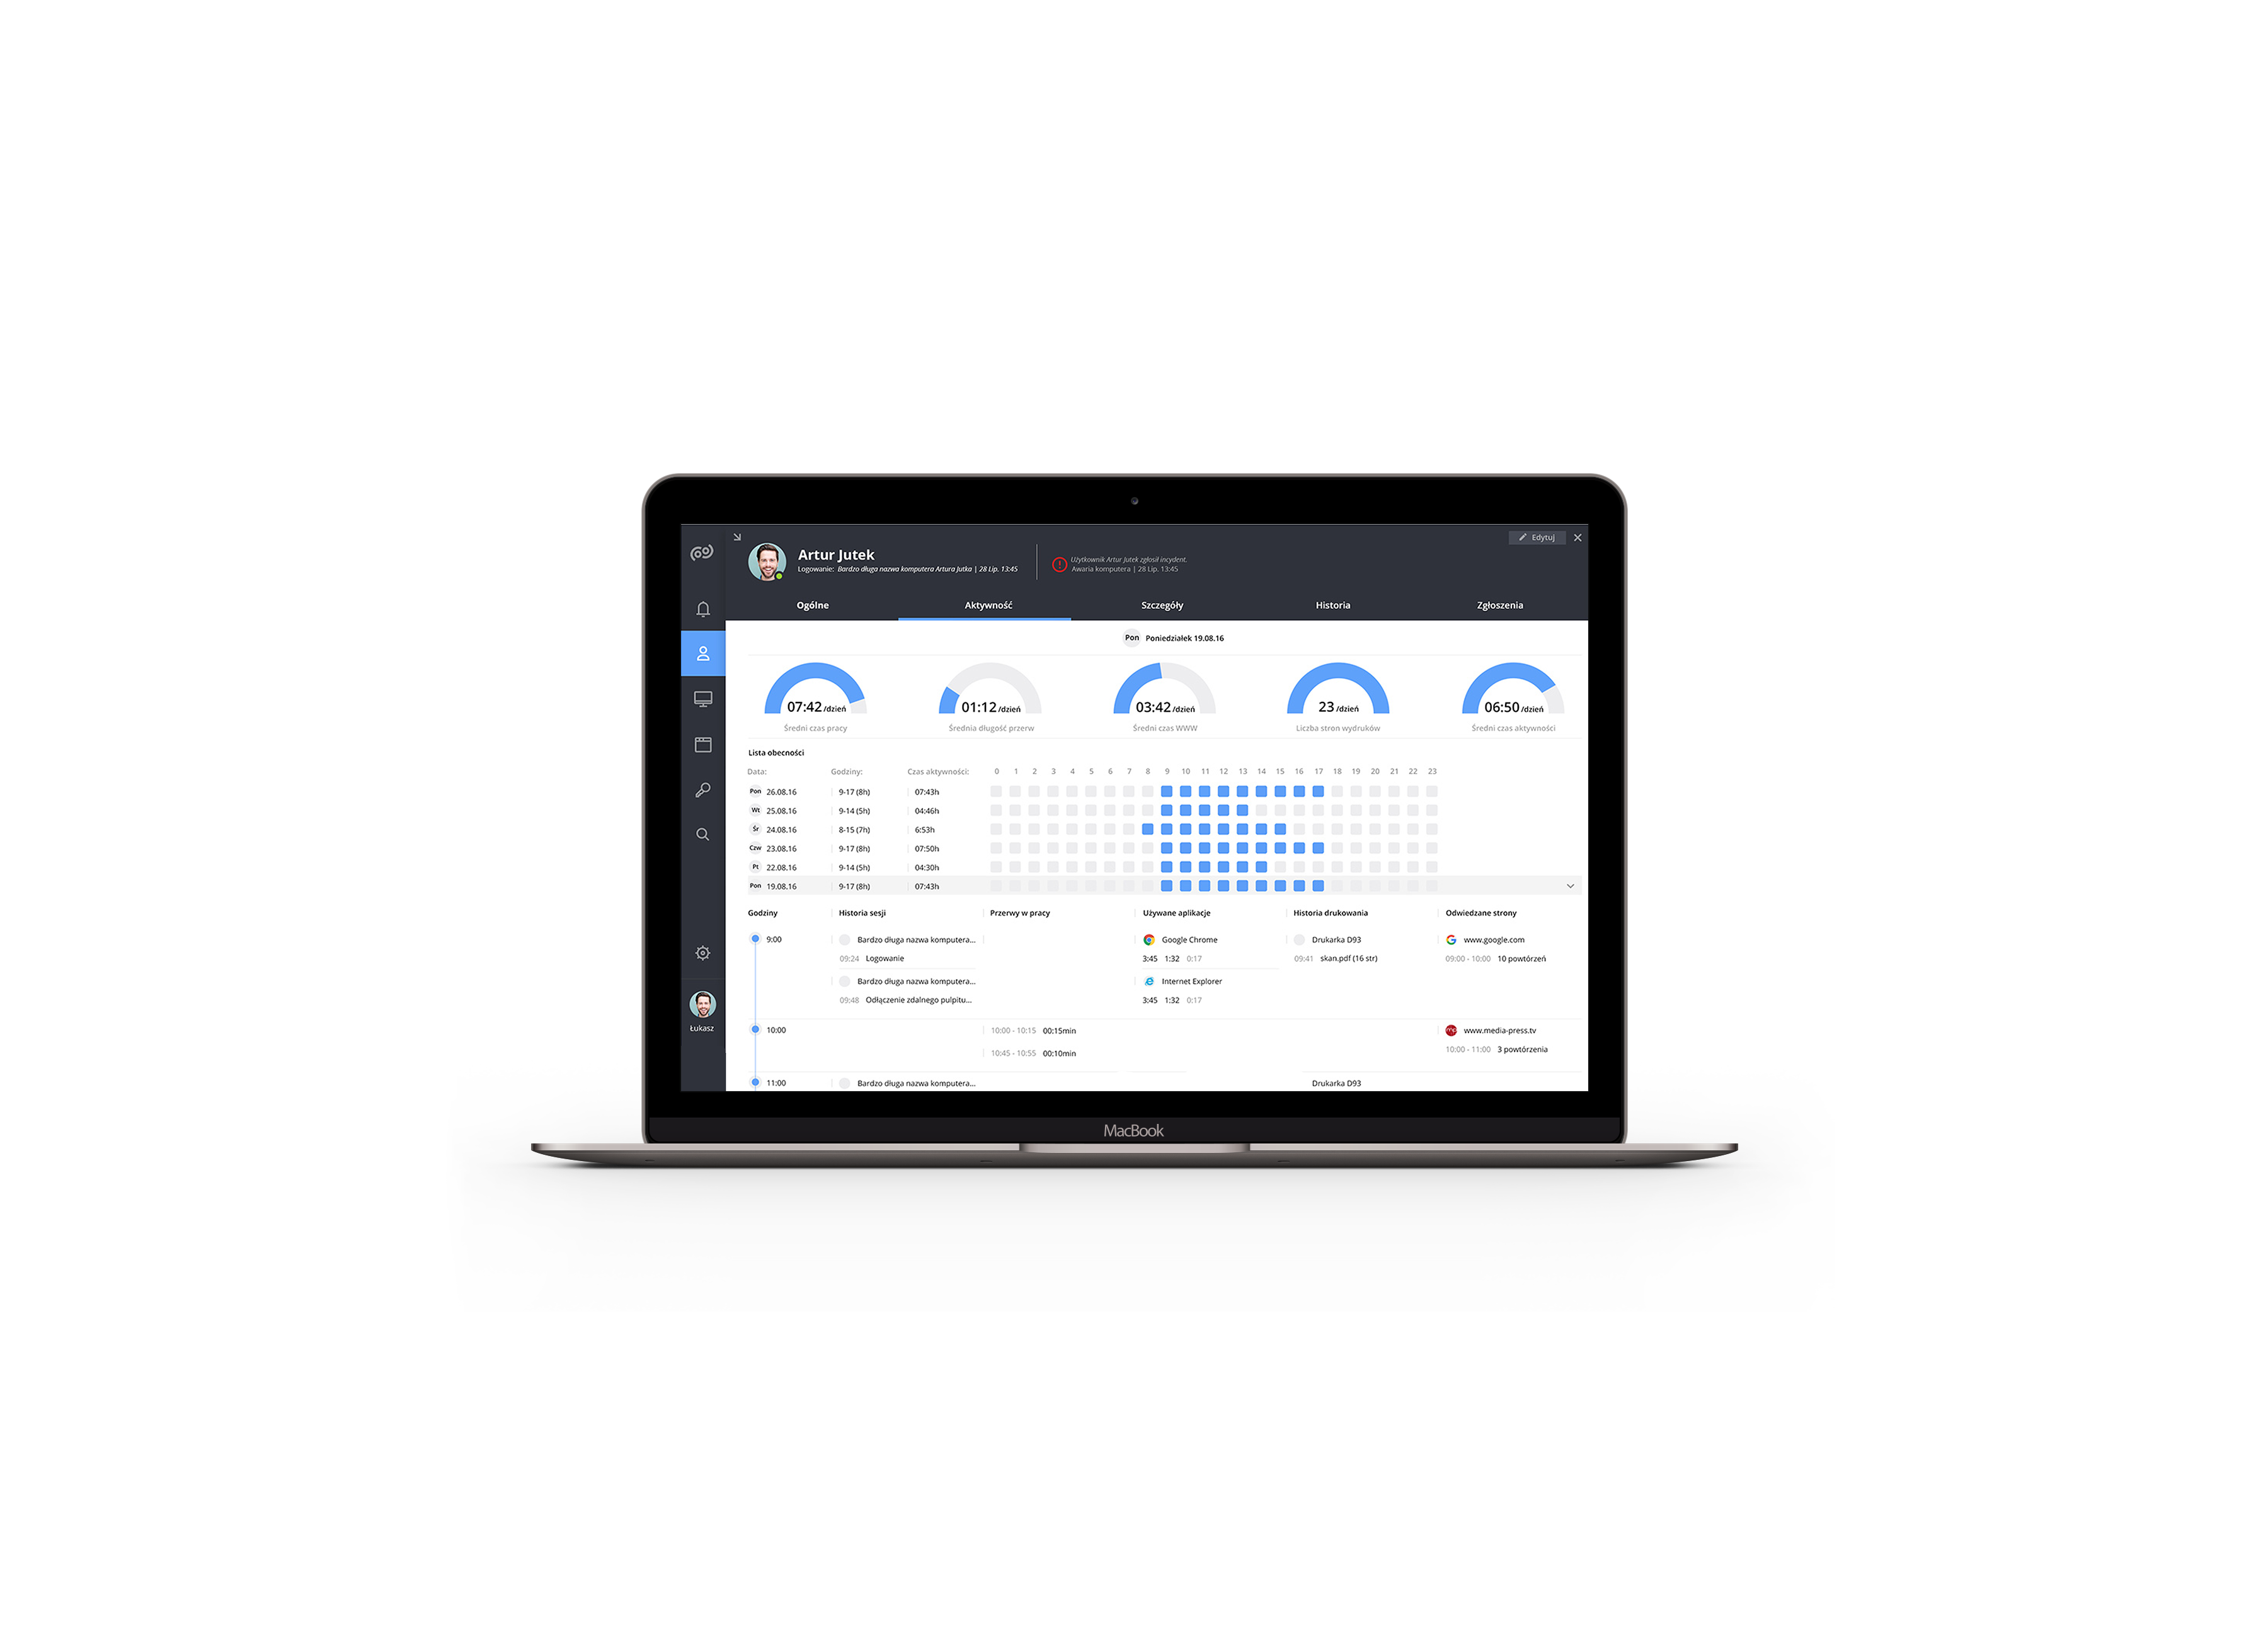 Edytuj
Artur Jutek
Logowanie: Bardzo długa nazwa komputera Artura Jutka | 28 Lip. 13:45
Użytkownik Artur Jutek zgłosił incydent.
Awaria komputera | 28 Lip. 13:45
Ogólne Aktywność Szczegóły Historia Zgłoszenia
Pon Poniedziałek 19.08.16
07:42 /dzień 01:12 /dzień 03:42 /dzień 23 /dzień 06:50 /dzień
Średni czas pracy Średnia długość przerw Średni czas WWW Liczba stron wydruków Średni czas aktywności
Lista obecności
Data: Godziny: Czas aktywności: 0 1 2 3 4 5 6 7 8 9 10 11 12 13 14 15 16 17 18 19 20 21 22 23
Pon 26.08.16 9-17 (8h) 07:43h
Wt 25.08.16 9-14 (5h) 04:46h
Śr 24.08.16 8-15 (7h) 6:53h
Czw 23.08.16 9-17 (8h) 07:50h
Pt 22.08.16 9-14 (5h) 04:30h
Pon 19.08.16 9-17 (8h) 07:43h
Godziny Historia sesji Przerwy w pracy Używane aplikacje Historia drukowania Odwiedzane strony
9:00 Bardzo długa nazwa komputera... Google Chrome Drukarka D93 www.google.com
09:24 Logowanie 3:45 1:32 0:17 09:41 skan.pdf (16 str) 09:00 - 10:00 10 powtórzeń
Bardzo długa nazwa komputera... Internet Explorer
09:48 Odłączenie zdalnego pulpitu... 3:45 1:32 0:17
Łukasz
10:00 10:00 - 10:15 00:15min www.media-press.tv
10:45 - 10:55 00:10min 10:00 - 11:00 3 powtórzenia
11:00 Bardzo długa nazwa komputera... Drukarka D93
MacBook